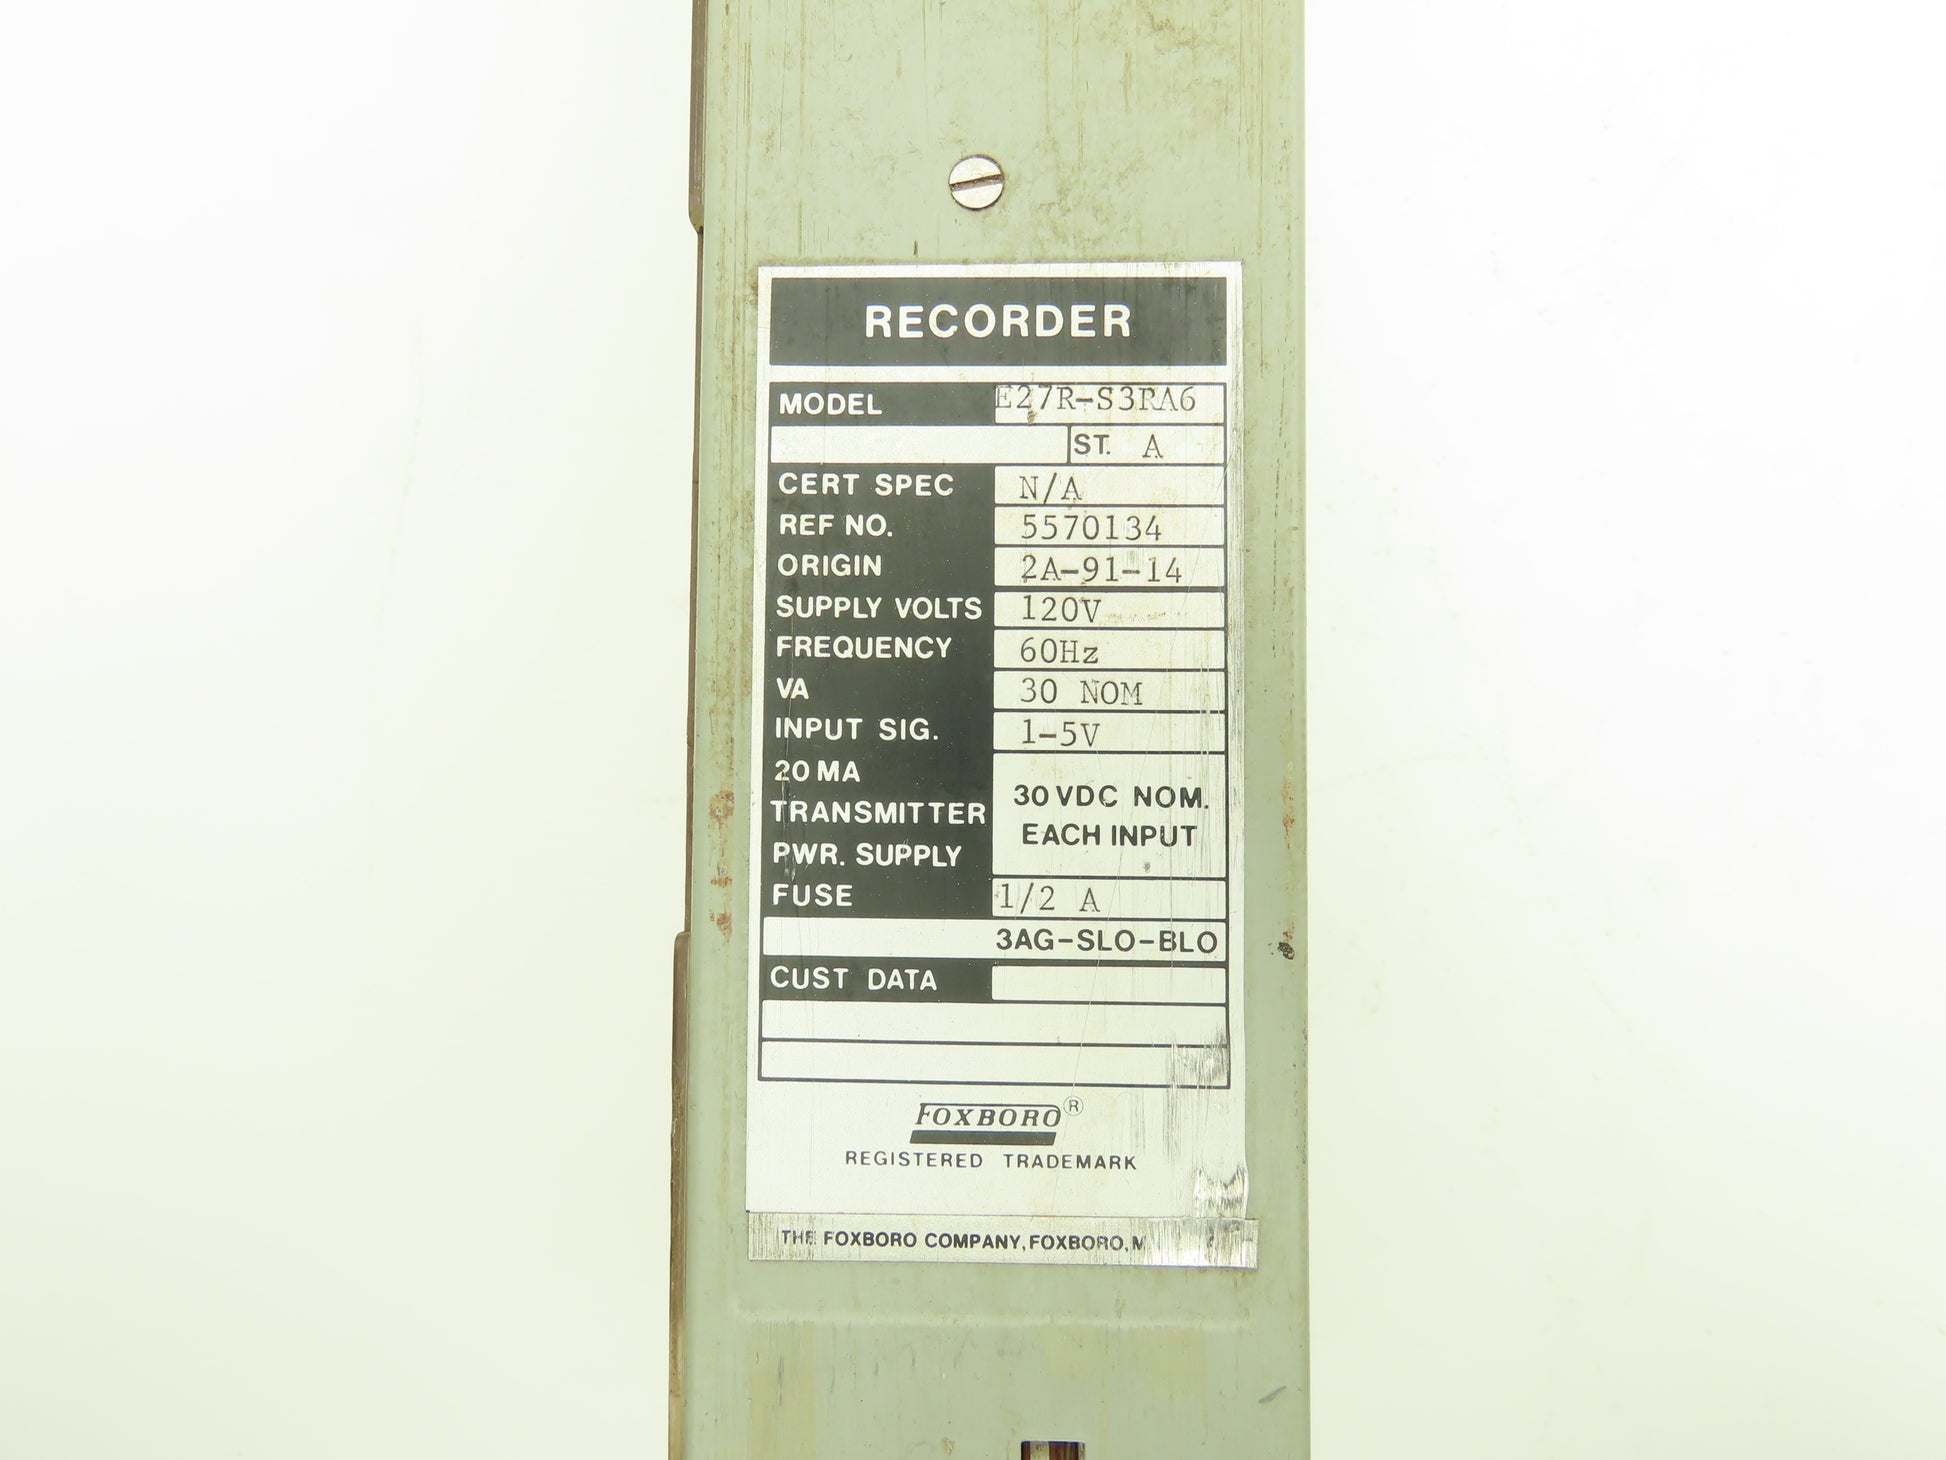 RECORDER
MODEL E27R-S3RA6
ST. A
CERT SPEC N/A
REF NO. 5570134
ORIGIN 2A-91-14
SUPPLY VOLTS 120V
FREQUENCY 60Hz
VA 30 NOM
INPUT SIG. 1-5V
20 MA
TRANSMITTER
PWR. SUPPLY
30 VDC NOM.
EACH INPUT
FUSE 1/2 A
3AG-SLO-BLO
CUST DATA
FOXBORO ®
REGISTERED TRADEMARK
THE FOXBORO COMPANY, FOXBORO,